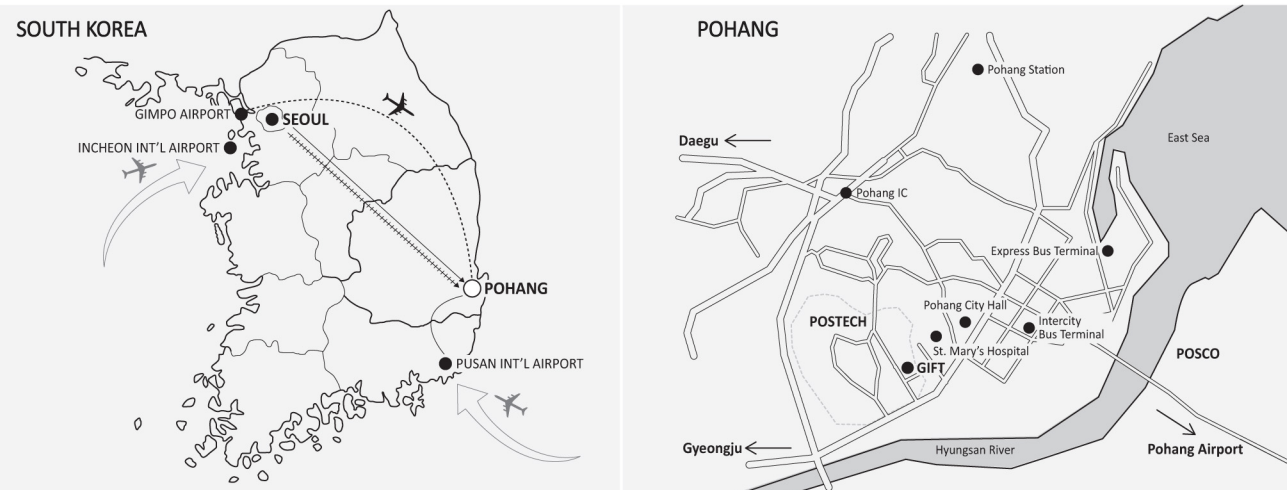 SOUTH KOREA
GIMPO AIRPORT
SEOUL
INCHEON INT'L AIRPORT
POHANG
PUSAN INT'L AIRPORT
POHANG
Pohang Station
Daegu
East Sea
Pohang IC
Express Bus Terminal
Pohang City Hall
POSTECH
Intercity
Bus Terminal
St. Mary's Hospital
POSCO
GIFT
Gyeongju
Hyungsan River
Pohang Airport